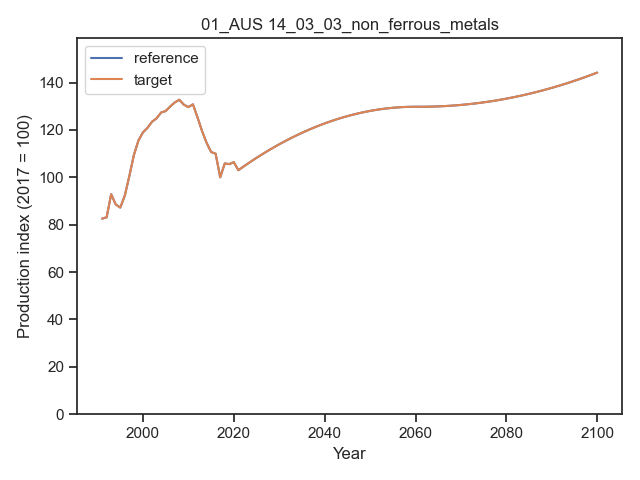 01_AUS 14_03_03_non_ferrous_metals
reference
target
Production index (2017 = 100)
140
120
100
80
60
40
20
0
2000 2020 2040 2060 2080 2100
Year